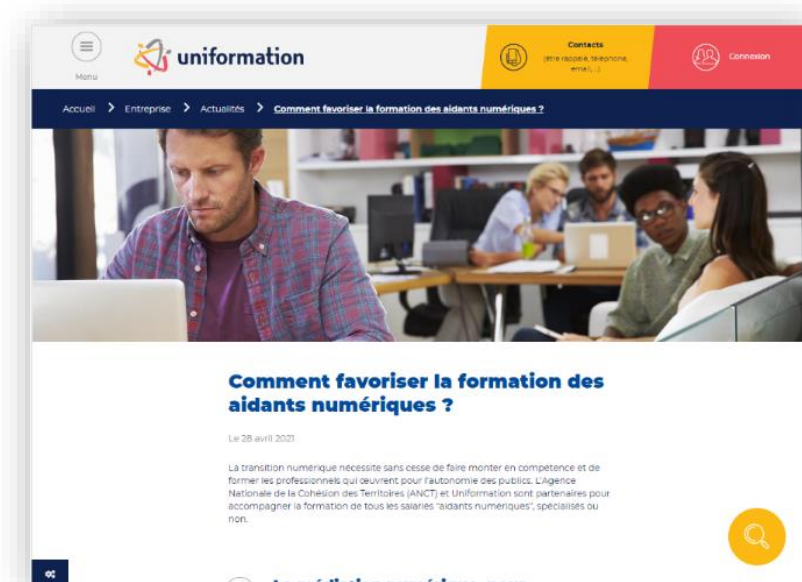 Menu
uniformation
Contacts
(être rappelé, téléphone,
email, ...)
Connexion
Accueil > Entreprise > Actualités > Comment favoriser la formation des aidants numériques ?
Comment favoriser la formation des
aidants numériques ?
Le 28 avril 2021
La transition numérique nécessite sans cesse de faire monter en compétence et de
former les professionnels qui œuvrent pour l'autonomie des publics. L'Agence
Nationale de la Cohésion des Territoires (ANCT) et Uniformation sont partenaires pour
accompagner la formation de tous les salariés "aidants numériques", spécialisés ou
non.